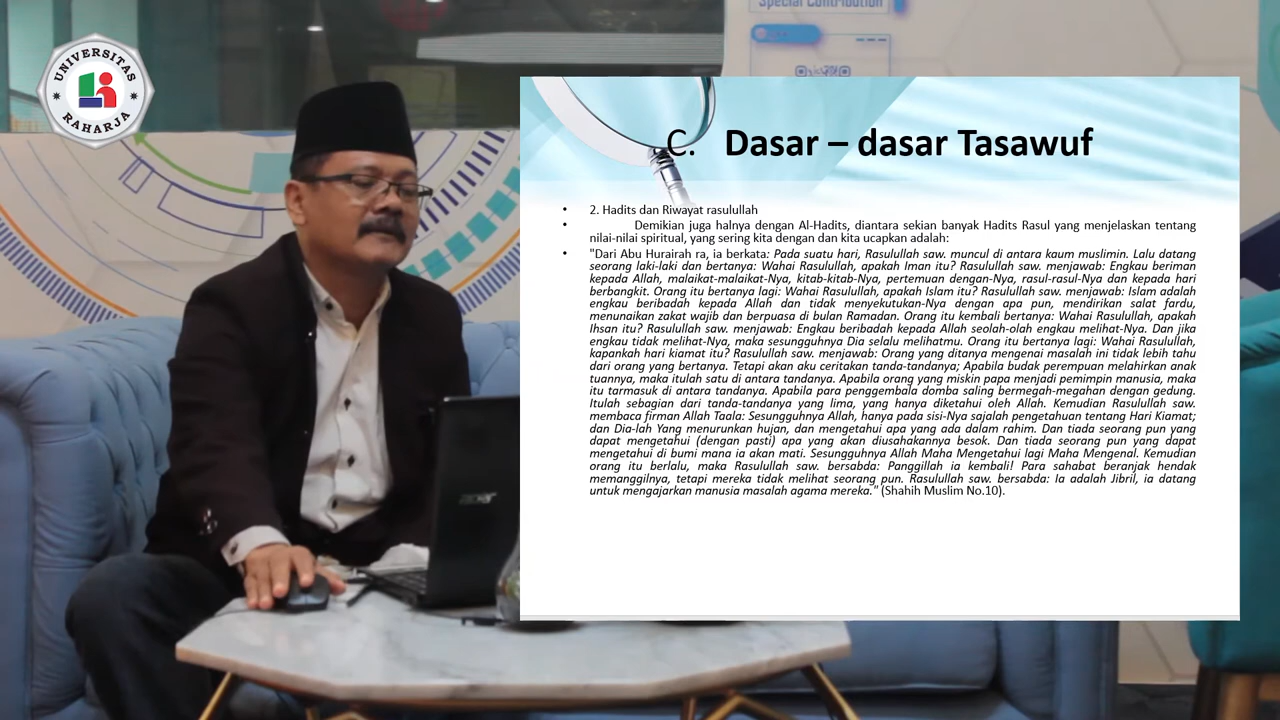 Special Contribution
UNIVERSITAS
RAHARJA
C. Dasar – dasar Tasawuf
• 2. Hadits dan Riwayat rasulullah
• Demikian juga halnya dengan Al-Hadits, diantara sekian banyak Hadits Rasul yang menjelaskan tentang
nilai-nilai spiritual, yang sering kita dengan dan kita ucapkan adalah:
• "Dari Abu Hurairah ra, ia berkata: Pada suatu hari, Rasulullah saw. muncul di antara kaum muslimin. Lalu datang
seorang laki-laki dan bertanya: Wahai Rasulullah, apakah Iman itu? Rasulullah saw. menjawab: Engkau beriman
kepada Allah, malaikat-malaikat-Nya, kitab-kitab-Nya, pertemuan dengan-Nya, rasul-rasul-Nya dan kepada hari
berbangkit. Orang itu bertanya lagi: Wahai Rasulullah, apakah Islam itu? Rasulullah saw. menjawab: Islam adalah
engkau beribadah kepada Allah dan tidak menyekutukan-Nya dengan apa pun, mendirikan salat fardu,
menunaikan zakat wajib dan berpuasa di bulan Ramadan. Orang itu kembali bertanya: Wahai Rasulullah, apakah
Ihsan itu? Rasulullah saw. menjawab: Engkau beribadah kepada Allah seolah-olah engkau melihat-Nya. Dan jika
engkau tidak melihat-Nya, maka sesungguhnya Dia selalu melihatmu. Orang itu bertanya lagi: Wahai Rasulullah,
kapankah hari kiamat itu? Rasulullah saw. menjawab: Orang yang ditanya mengenai masalah ini tidak lebih tahu
dari orang yang bertanya. Tetapi akan aku ceritakan tanda-tandanya; Apabila budak perempuan melahirkan anak
tuannya, maka itulah satu di antara tandanya. Apabila orang yang miskin papa menjadi pemimpin manusia, maka
itu tarmasuk di antara tandanya. Apabila para penggembala domba saling bermegah-megahan dengan gedung.
Itulah sebagian dari tanda-tandanya yang lima, yang hanya diketahui oleh Allah. Kemudian Rasulullah saw.
membaca firman Allah Taala: Sesungguhnya Allah, hanya pada sisi-Nya sajalah pengetahuan tentang Hari Kiamat;
dan Dia-lah Yang menurunkan hujan, dan mengetahui apa yang ada dalam rahim. Dan tiada seorang pun yang
dapat mengetahui (dengan pasti) apa yang akan diusahakannya besok. Dan tiada seorang pun yang dapat
mengetahui di bumi mana ia akan mati. Sesungguhnya Allah Maha Mengetahui lagi Maha Mengenal. Kemudian
orang itu berlalu, maka Rasulullah saw. bersabda: Panggillah ia kembali! Para sahabat beranjak hendak
memanggilnya, tetapi mereka tidak melihat seorang pun. Rasulullah saw. bersabda: Ia adalah Jibril, ia datang
untuk mengajarkan manusia masalah agama mereka." (Shahih Muslim No.10).
acer